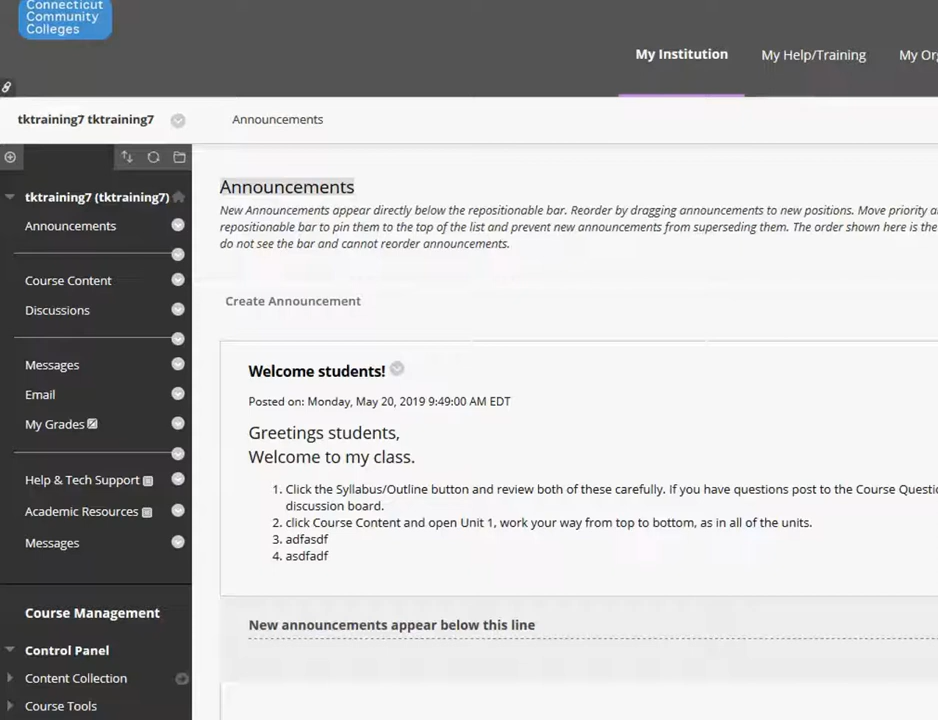 Connecticut
Community
Colleges
My Institution
My Help/Training
My Org
tktraining7 tktraining7
Announcements
tktraining7 (tktraining7)
Announcements
Course Content
Discussions
Messages
Email
My Grades
Help & Tech Support
Academic Resources
Messages
Course Management
Control Panel
Content Collection
Course Tools
Announcements
New Announcements appear directly below the repositionable bar. Reorder by dragging announcements to new positions. Move priority a
repositionable bar to pin them to the top of the list and prevent new announcements from superseding them. The order shown here is the
do not see the bar and cannot reorder announcements.
Create Announcement
Welcome students!
Posted on: Monday, May 20, 2019 9:49:00 AM EDT
Greetings students,
Welcome to my class.
1. Click the Syllabus/Outline button and review both of these carefully. If you have questions post to the Course Questio
discussion board.
2. click Course Content and open Unit 1, work your way from top to bottom, as in all of the units.
3. adfasdf
4. asdfadf
New announcements appear below this line